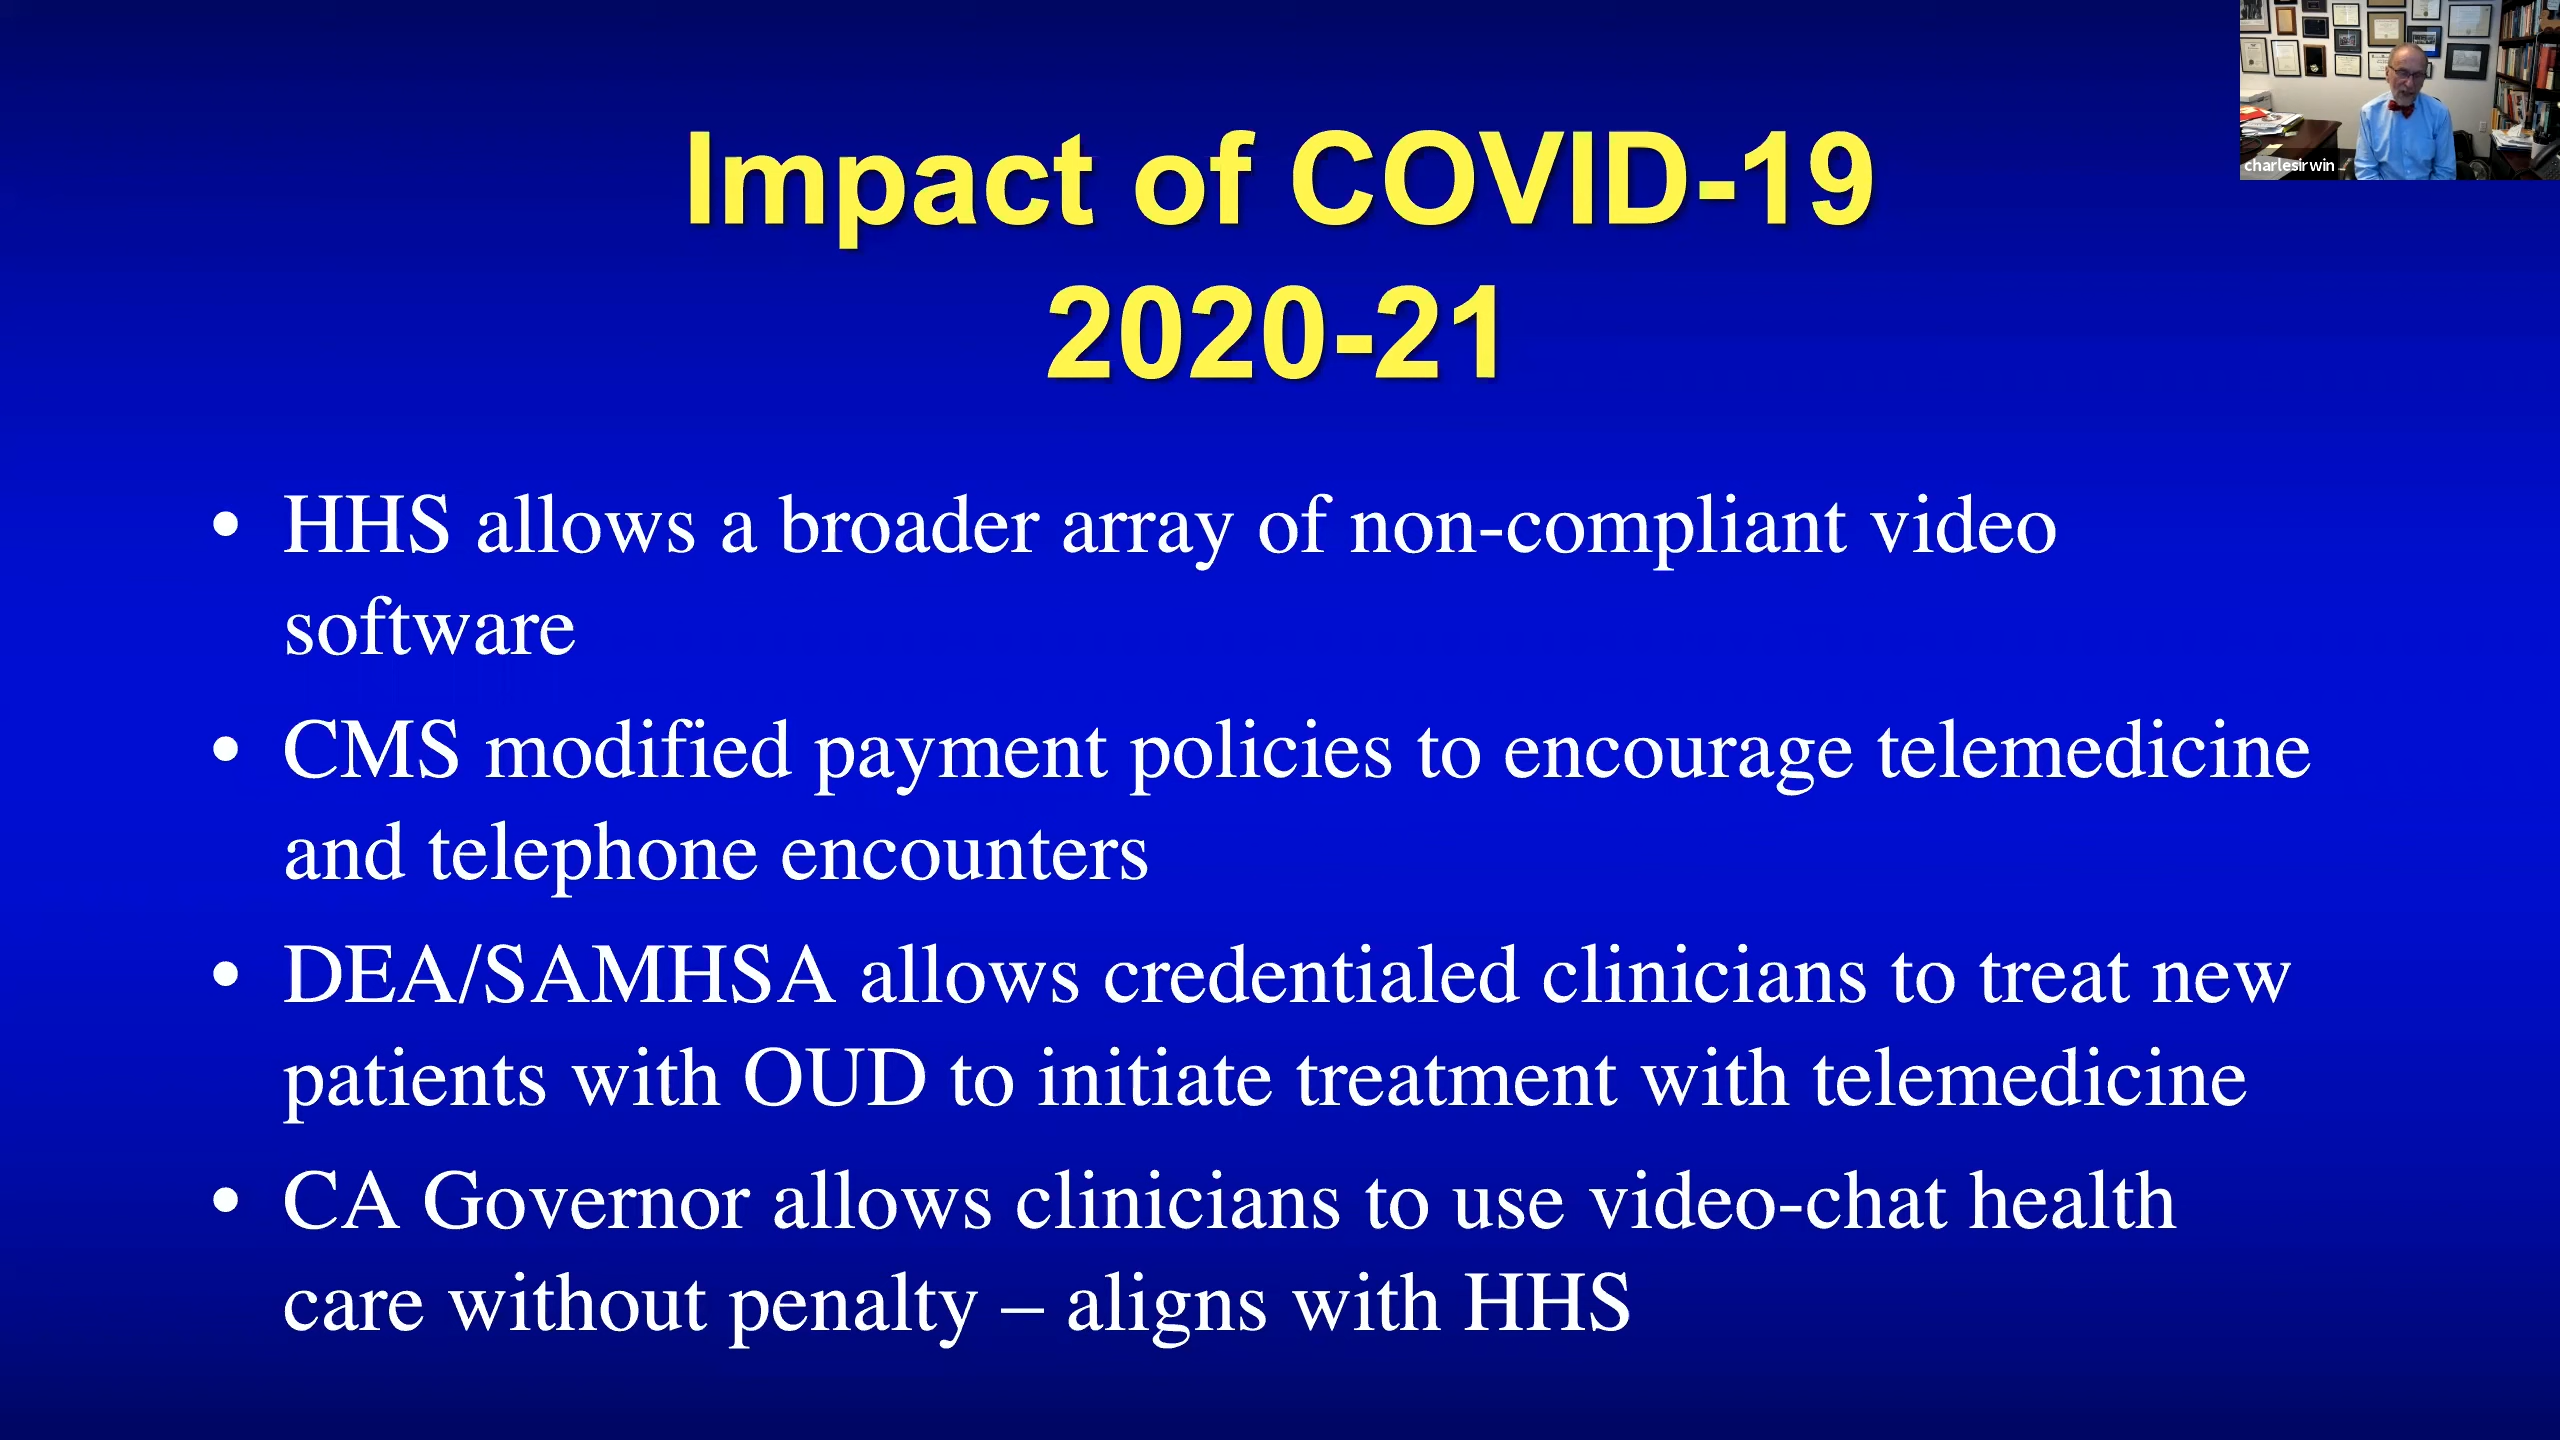 Impact of COVID-19
2020-21
charlesirwin
• HHS allows a broader array of non-compliant video
software
• CMS modified payment policies to encourage telemedicine
and telephone encounters
• DEA/SAMHSA allows credentialed clinicians to treat new
patients with OUD to initiate treatment with telemedicine
• CA Governor allows clinicians to use video-chat health
care without penalty – aligns with HHS